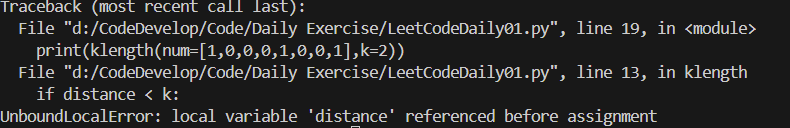 Traceback (most recent call last):
File "d:/CodeDevelop/Code/Daily Exercise/LeetCodeDaily01.py", line 19, in <module>
print(klength(num=[1,0,0,0,1,0,0,1],k=2))
File "d:/CodeDevelop/Code/Daily Exercise/LeetCodeDaily01.py", line 13, in klength
if distance < k:
UnboundLocalError: local variable 'distance' referenced before assignment